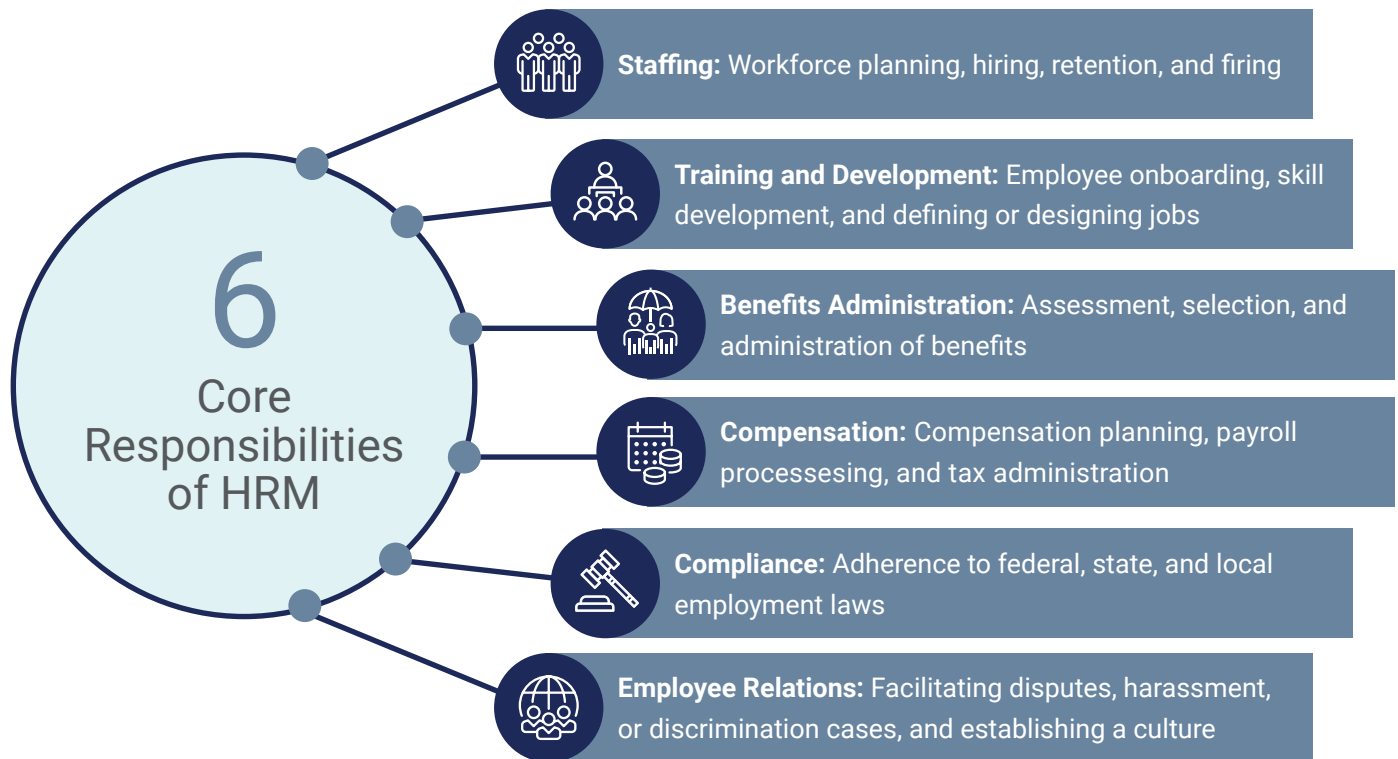 6
Core
Responsibilities
of HRM
Staffing: Workforce planning, hiring, retention, and firing
Training and Development: Employee onboarding, skill
development, and defining or designing jobs
Benefits Administration: Assessment, selection, and
administration of benefits
Compensation: Compensation planning, payroll
processesing, and tax administration
Compliance: Adherence to federal, state, and local
employment laws
Employee Relations: Facilitating disputes, harassment,
or discrimination cases, and establishing a culture